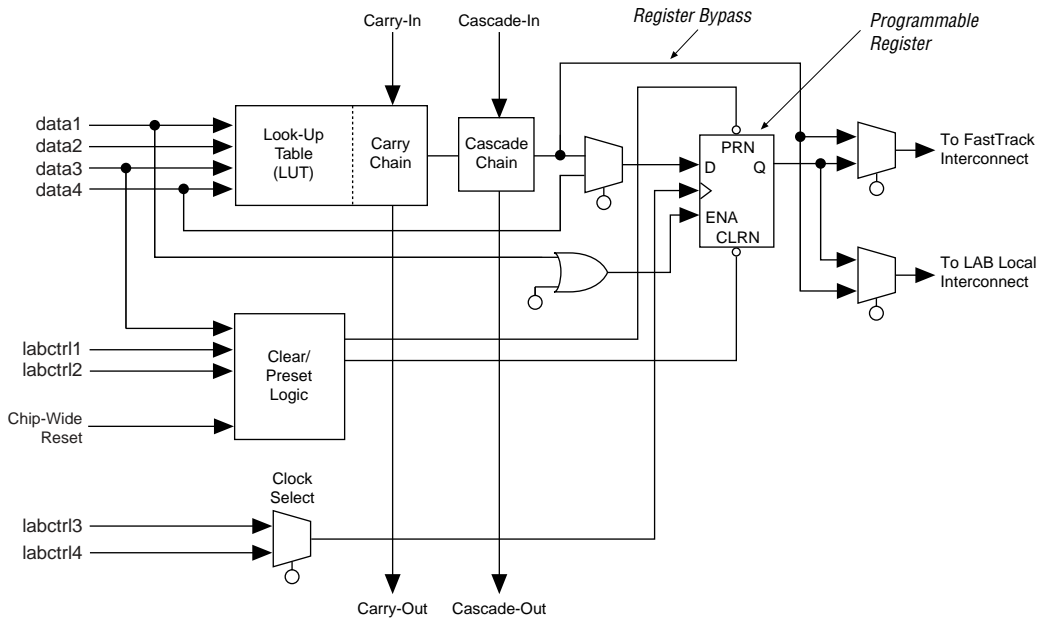 Carry-In
Cascade-In
Register Bypass
Programmable
Register
data1
data2
data3
data4
Look-Up
Table
(LUT)
Carry
Chain
Cascade
Chain
PRN
D
Q
ENA
CLRN
To FastTrack
Interconnect
To LAB Local
Interconnect
labctrl1
labctrl2
Clear/
Preset
Logic
Chip-Wide
Reset
Clock
Select
labctrl3
labctrl4
Carry-Out
Cascade-Out